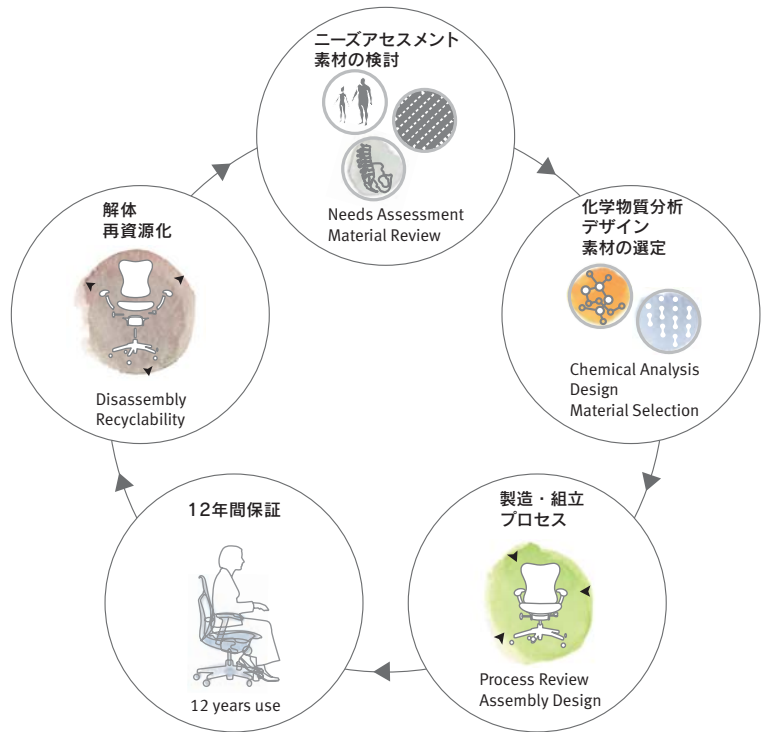 ニーズアセスメント
素材の検討
Needs Assessment
Material Review
化学物質分析
デザイン
素材の選定
Chemical Analysis
Design
Material Selection
製造・組立
プロセス
Process Review
Assembly Design
12年間保証
12 years use
解体
再資源化
Disassembly
Recyclability